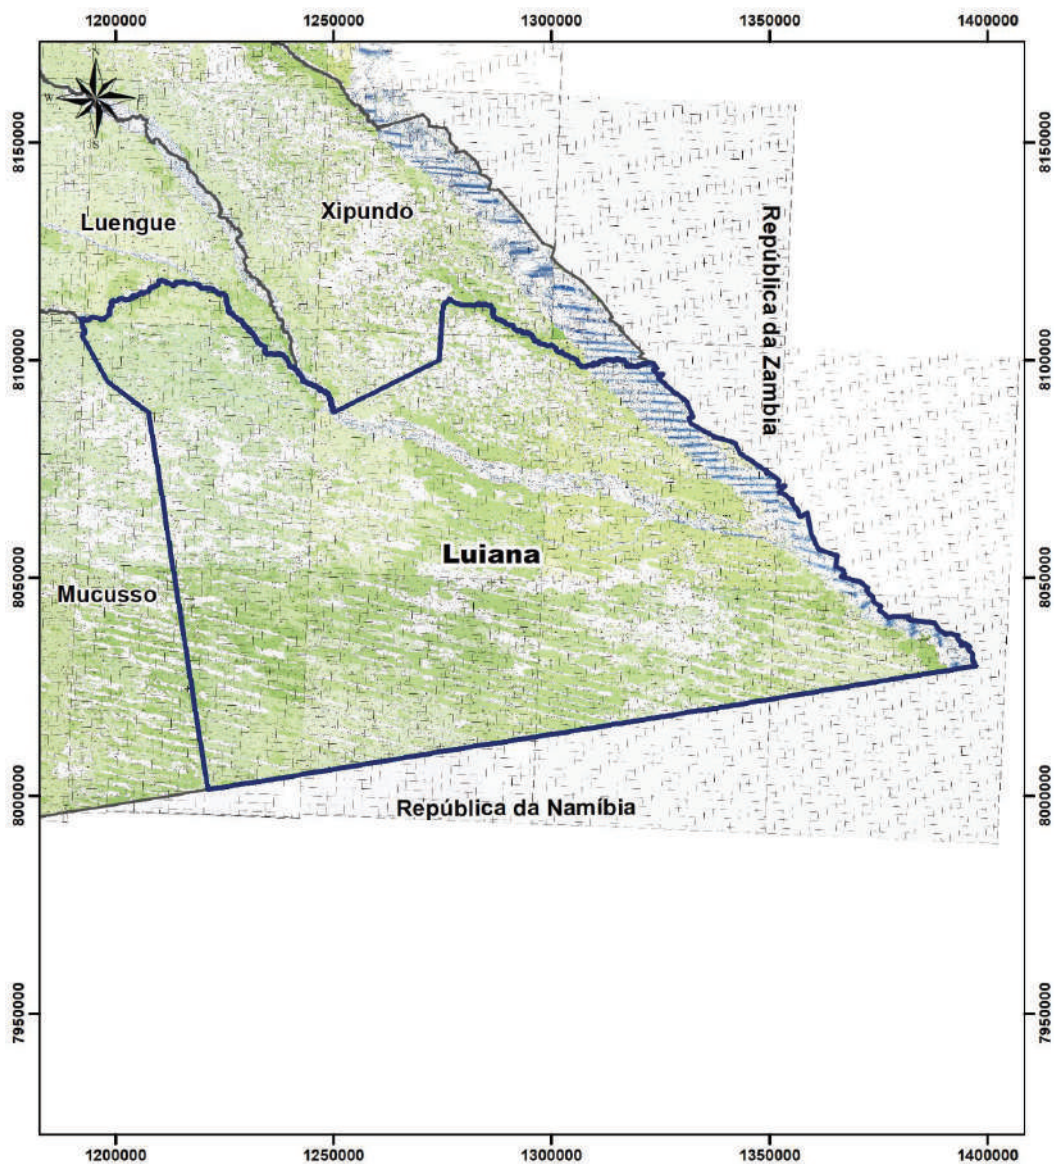 1200000 1250000 1300000 1350000 1400000
N
W E
S
8150000 8150000
Luengue
Xipundo
República da Zambia
8100000 8100000
Luiana
Mucusso
8050000 8050000
República da Namíbia
8000000 8000000
7950000 7950000
1200000 1250000 1300000 1350000 1400000